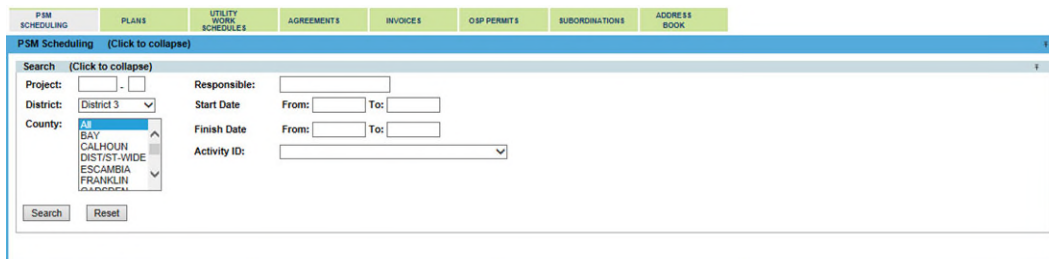 PSM SCHEDULING PLANS UTILITY WORK SCHEDULES AGREEMENTS INVOICES OSP PERMITS SUBORDINATIONS ADDRESS BOOK
PSM Scheduling (Click to collapse)
Search (Click to collapse)
Project: - Responsible:
District: District 3 Start Date From: To:
County: All Finish Date From: To:
BAY
CALHOUN Activity ID:
DIST/ST-WIDE
ESCAMBIA
FRANKLIN
Search Reset